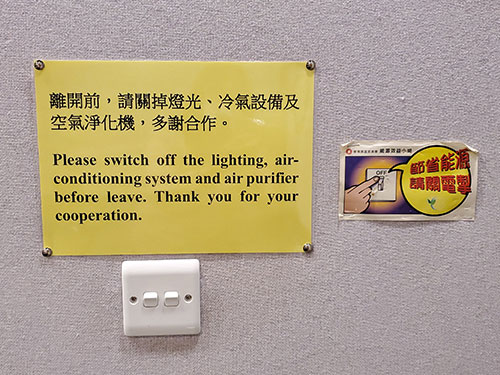 離開前，請關掉燈光、冷氣設備及
空氣淨化機，多謝合作。
Please switch off the lighting, air-
conditioning system and air purifier
before leave. Thank you for your
cooperation.
OFF
節省能源
請關電掣